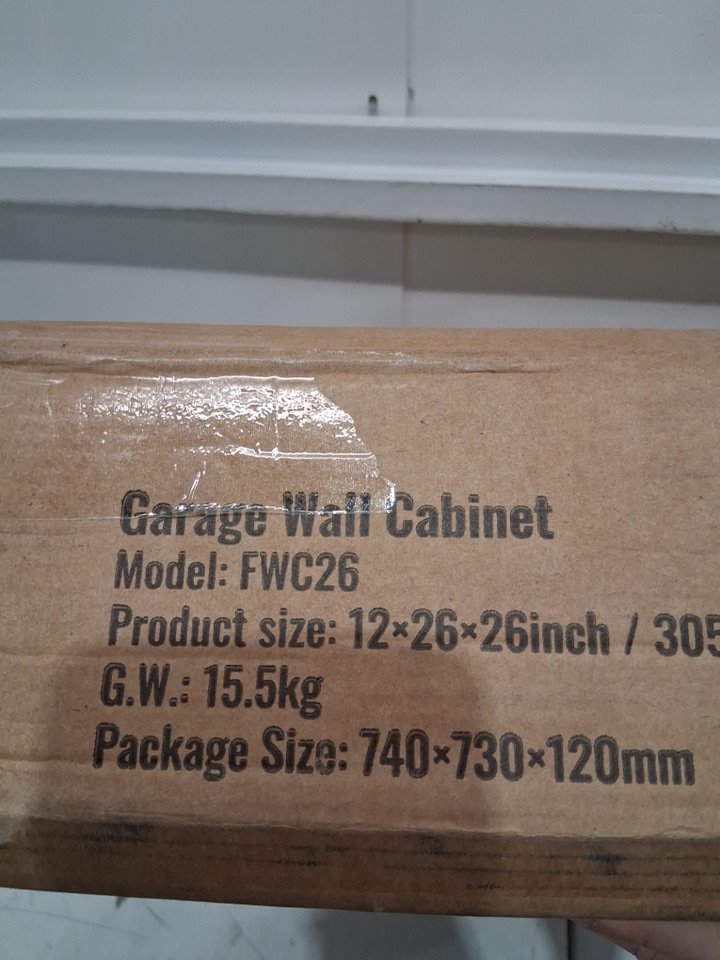 Garage Wall Cabinet
Model: FWC26
Product size: 12×26×26inch / 305
G.W.: 15.5kg
Package Size: 740×730×120mm